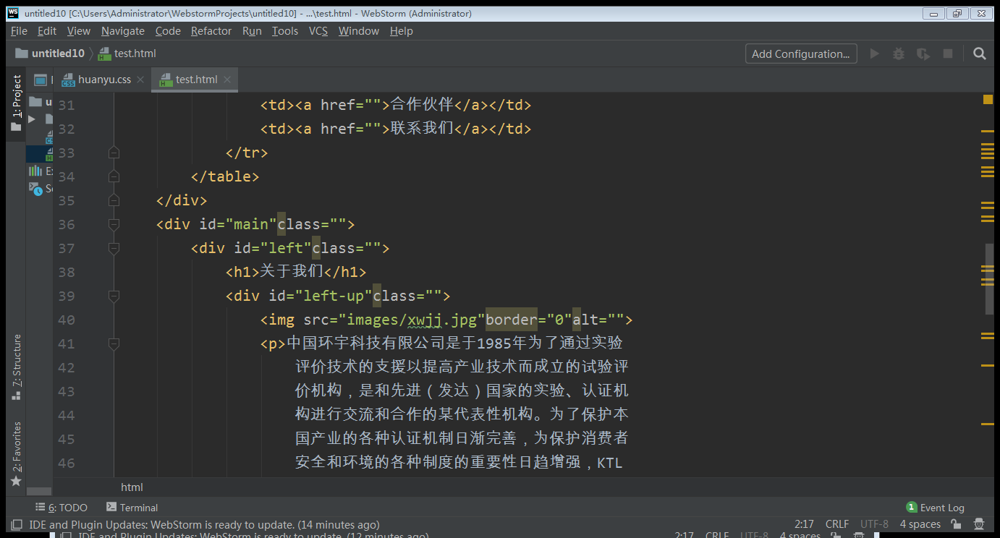 untitled10 [C:\Users\Administrator\WebstormProjects\untitled10] - ...\test.html - WebStorm (Administrator)
File Edit View Navigate Code Refactor Run Tools VCS Window Help
untitled10 test.html Add Configuration...
1: Project
huanyu.css test.html
31 <td><a href="">合作伙伴</a></td>
32 <td><a href="">联系我们</a></td>
33 </tr>
34 </table>
35 </div>
36 <div id="main"class="">
37 <div id="left"class="">
38 <h1>关于我们</h1>
39 <div id="left-up"class="">
40 <img src="images/xwjj.jpg"border="0"alt="">
41 <p>中国环宇科技有限公司是于1985年为了通过实验
42 评价技术的支援以提高产业技术而成立的试验评
43 价机构，是和先进（发达）国家的实验、认证机
44 构进行交流和合作的某代表性机构。为了保护本
45 国产业的各种认证机制日渐完善，为保护消费者
46 安全和环境的各种制度的重要性日趋增强，KTL
7: Structure
2: Favorites
html
6: TODO Terminal 1 Event Log
IDE and Plugin Updates: WebStorm is ready to update. (14 minutes ago) 2:17 CRLF UTF-8 4 spaces
IDE and Plugin Updates: WebStorm is ready to update. (12 minutes ago) 2:17 CRLF UTF-8 4 spaces